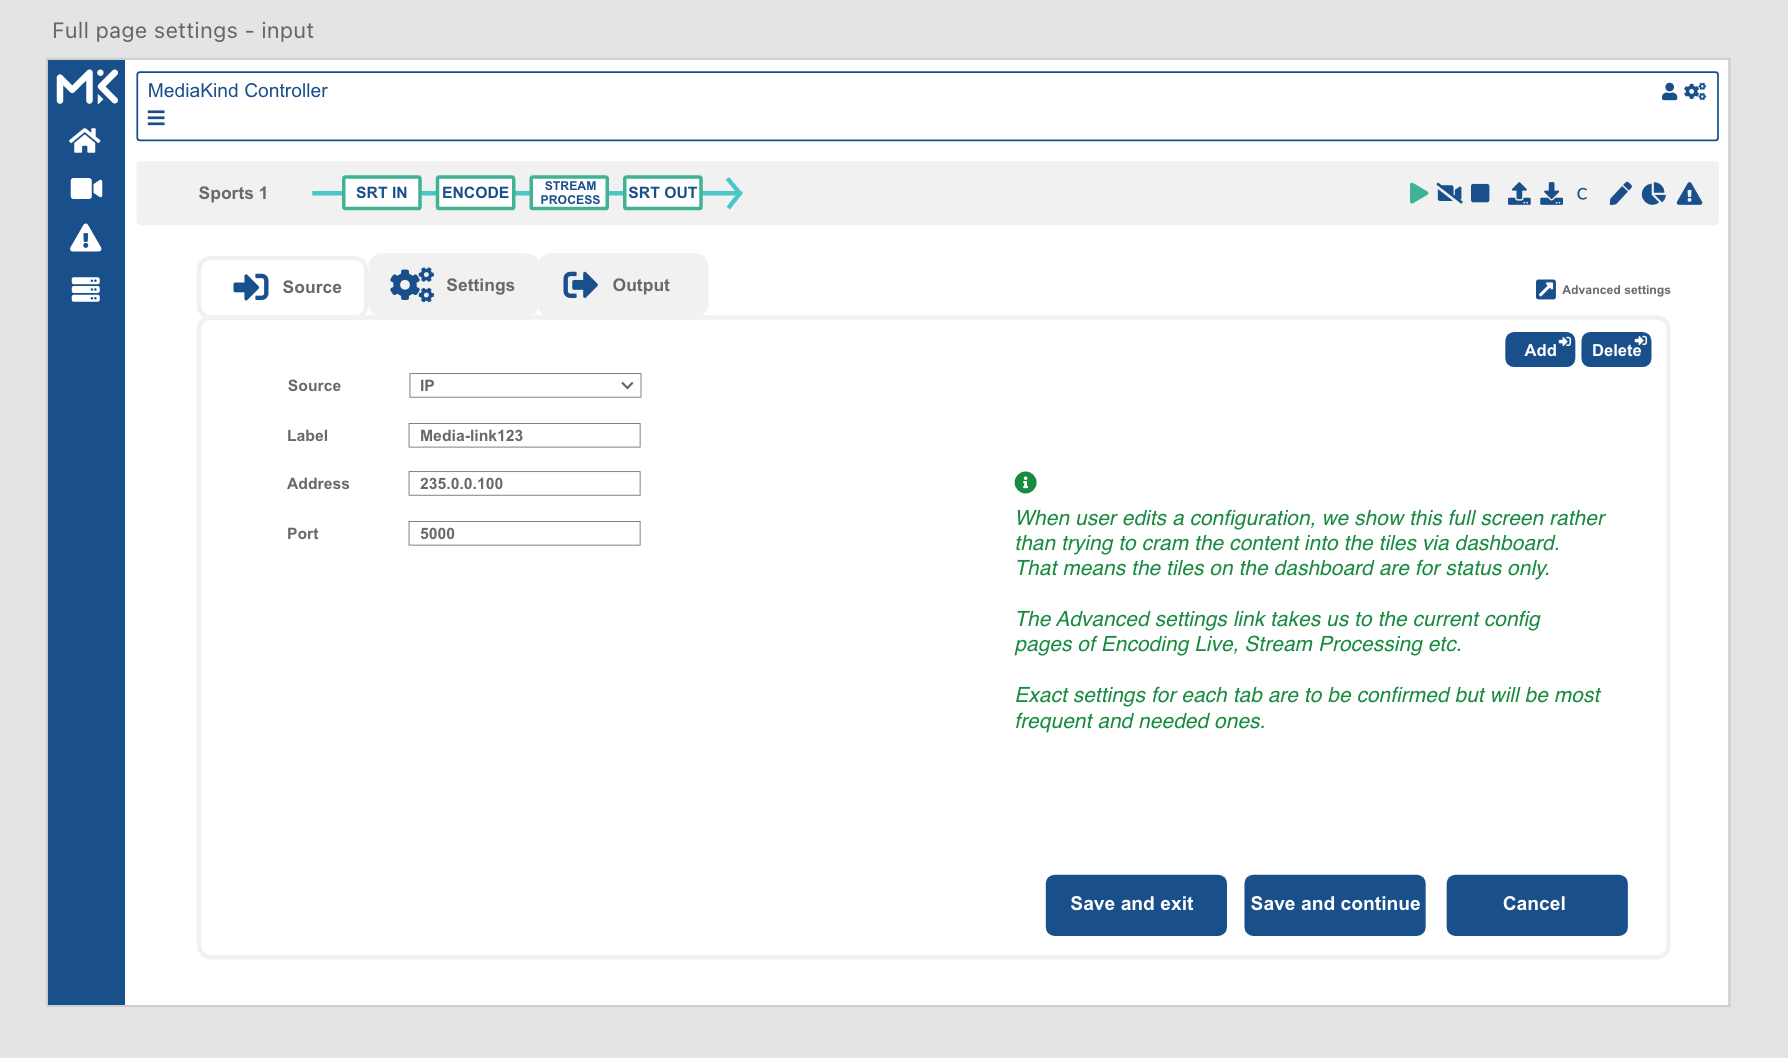 Full page settings - input
MK
MediaKind Controller
Sports 1
SRT IN
ENCODE
STREAM
PROCESS
SRT OUT
C
Source
Settings
Output
Advanced settings
Add
Delete
Source
IP
Label
Media-link123
Address
235.0.0.100
Port
5000
When user edits a configuration, we show this full screen rather
than trying to cram the content into the tiles via dashboard.
That means the tiles on the dashboard are for status only.
The Advanced settings link takes us to the current config
pages of Encoding Live, Stream Processing etc.
Exact settings for each tab are to be confirmed but will be most
frequent and needed ones.
Save and exit
Save and continue
Cancel